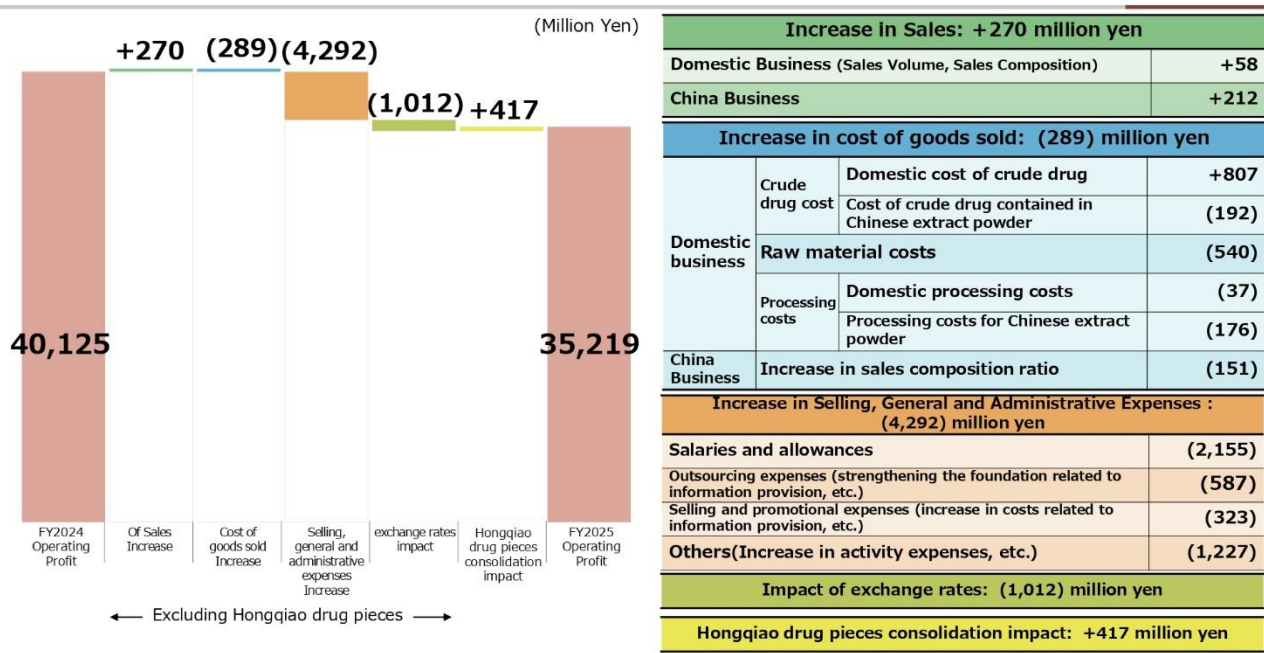 (Million Yen)
+270
(289)
(4,292)
(1,012)
+417
40,125
35,219
FY2024
Operating
Profit
Of Sales
Increase
Cost of
goods sold
Increase
Selling,
general and
administrative
expenses
Increase
exchange rates
impact
Hongqiao
drug pieces
consolidation
impact
FY2025
Operating
Profit
← Excluding Hongqiao drug pieces →
Increase in Sales: +270 million yen
Domestic Business (Sales Volume, Sales Composition) +58
China Business +212
Increase in cost of goods sold: (289) million yen
Domestic
business
Crude
drug cost
Domestic cost of crude drug +807
Cost of crude drug contained in
Chinese extract powder
(192)
Raw material costs (540)
Processing
costs
Domestic processing costs (37)
Processing costs for Chinese extract
powder
(176)
China
Business
Increase in sales composition ratio (151)
Increase in Selling, General and Administrative Expenses :
(4,292) million yen
Salaries and allowances (2,155)
Outsourcing expenses (strengthening the foundation related to
information provision, etc.)
(587)
Selling and promotional expenses (increase in costs related to
information provision, etc.)
(323)
Others(Increase in activity expenses, etc.) (1,227)
Impact of exchange rates: (1,012) million yen
Hongqiao drug pieces consolidation impact: +417 million yen